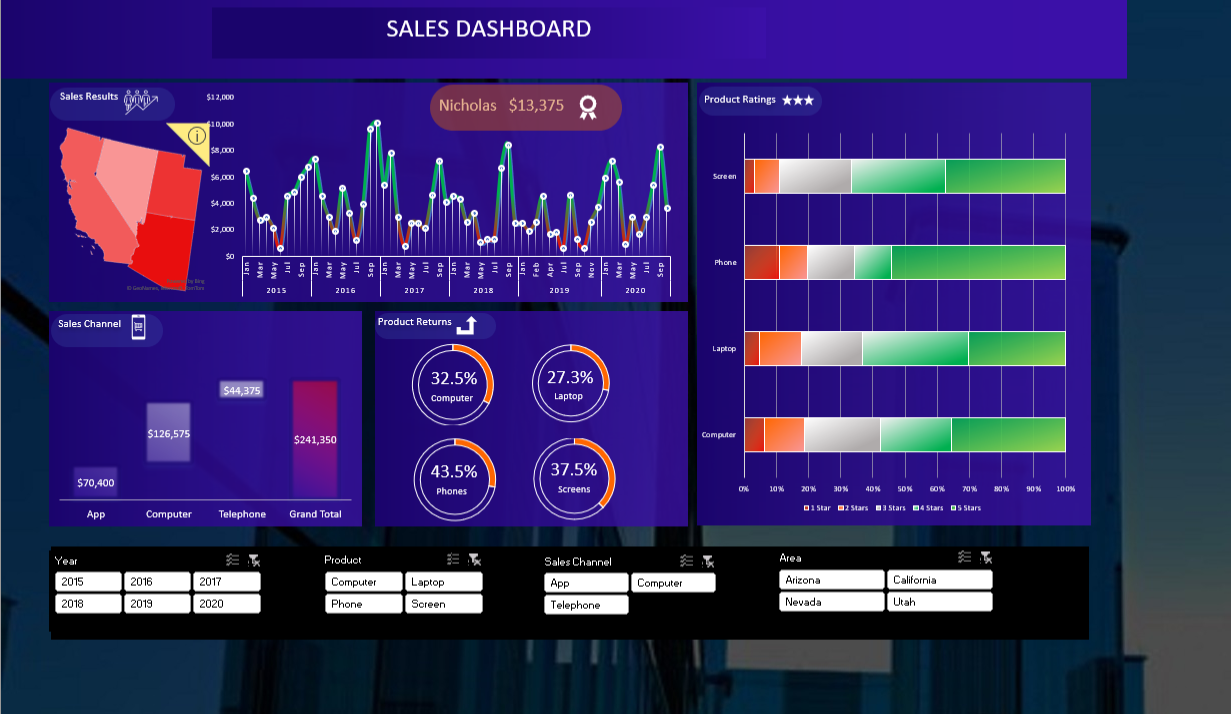 SALES DASHBOARD
Sales Results
Nicholas $13,375
$12,000
$10,000
$8,000
$6,000
$4,000
$2,000
$0
Jan Mar May Jul Sep Jan Mar May Jul Sep Jan Mar May Jul Sep Jan Mar May Jul Sep Jan Feb Apr Jul Sep Nov Jan Mar May Jul Sep
2015 2016 2017 2018 2019 2020
by Bing
© GeoNames,
Product Ratings
Screen
Phone
Laptop
Computer
0% 10% 20% 30% 40% 50% 60% 70% 80% 90% 100%
1 Star 2 Stars 3 Stars 4 Stars 5 Stars
Sales Channel
$44,375
$126,575
$241,350
$70,400
App Computer Telephone Grand Total
Product Returns
32.5%
Computer
27.3%
Laptop
43.5%
Phones
37.5%
Screens
Year
2015 2016 2017
2018 2019 2020
Product
Computer Laptop
Phone Screen
Sales Channel
App Computer
Telephone
Area
Arizona California
Nevada Utah